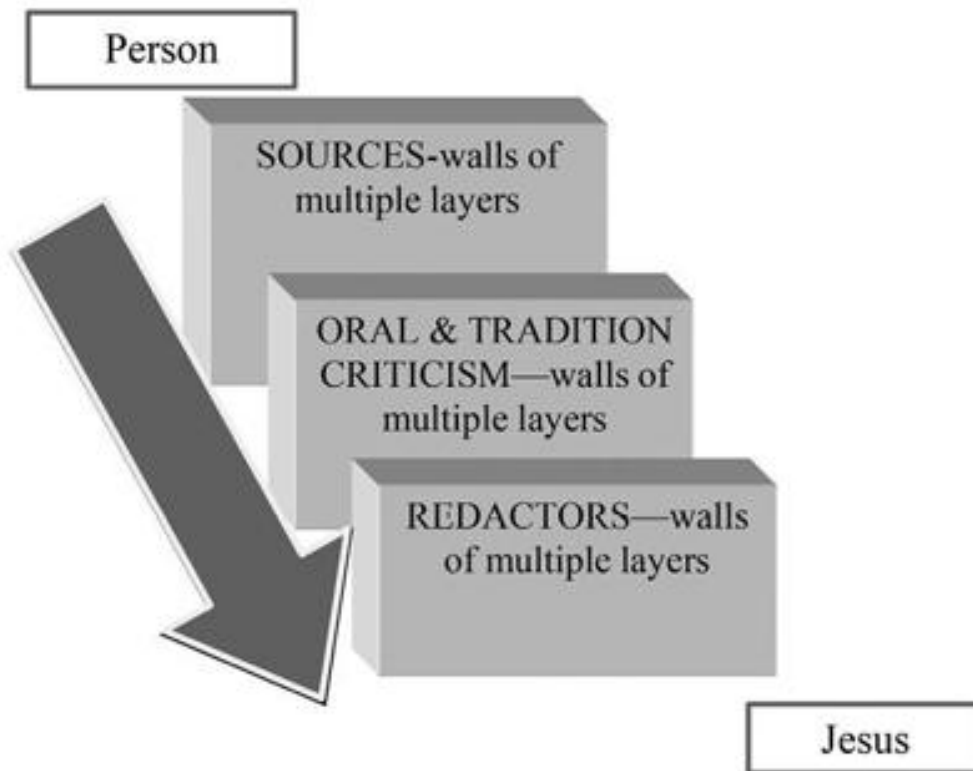 Person
SOURCES-walls of
multiple layers
ORAL & TRADITION
CRITICISM—walls of
multiple layers
REDACTORS—walls
of multiple layers
Jesus